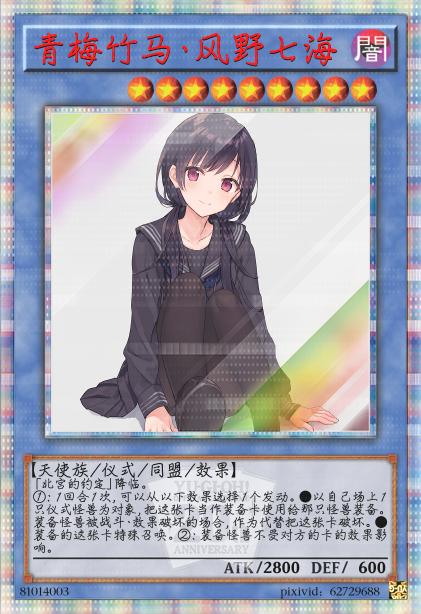 青梅竹马·风野七海
闇
【天使族/仪式/同盟/效果】
「此宫的约定」降临。
①：1回合1次，可以从以下效果选择1个发动。●以自己场上1
只仪式怪兽为对象，把这张卡当作装备卡使用给那只怪兽装备。
装备怪兽被战斗·效果破坏的场合，作为代替把这张卡破坏。●
装备的这张卡特殊召唤。②：装备怪兽不受对方的卡的效果影
响。
YU-GI-OH!
ANNIVERSARY
ATK/2800 DEF/ 600
81014003
pixivid: 62729688